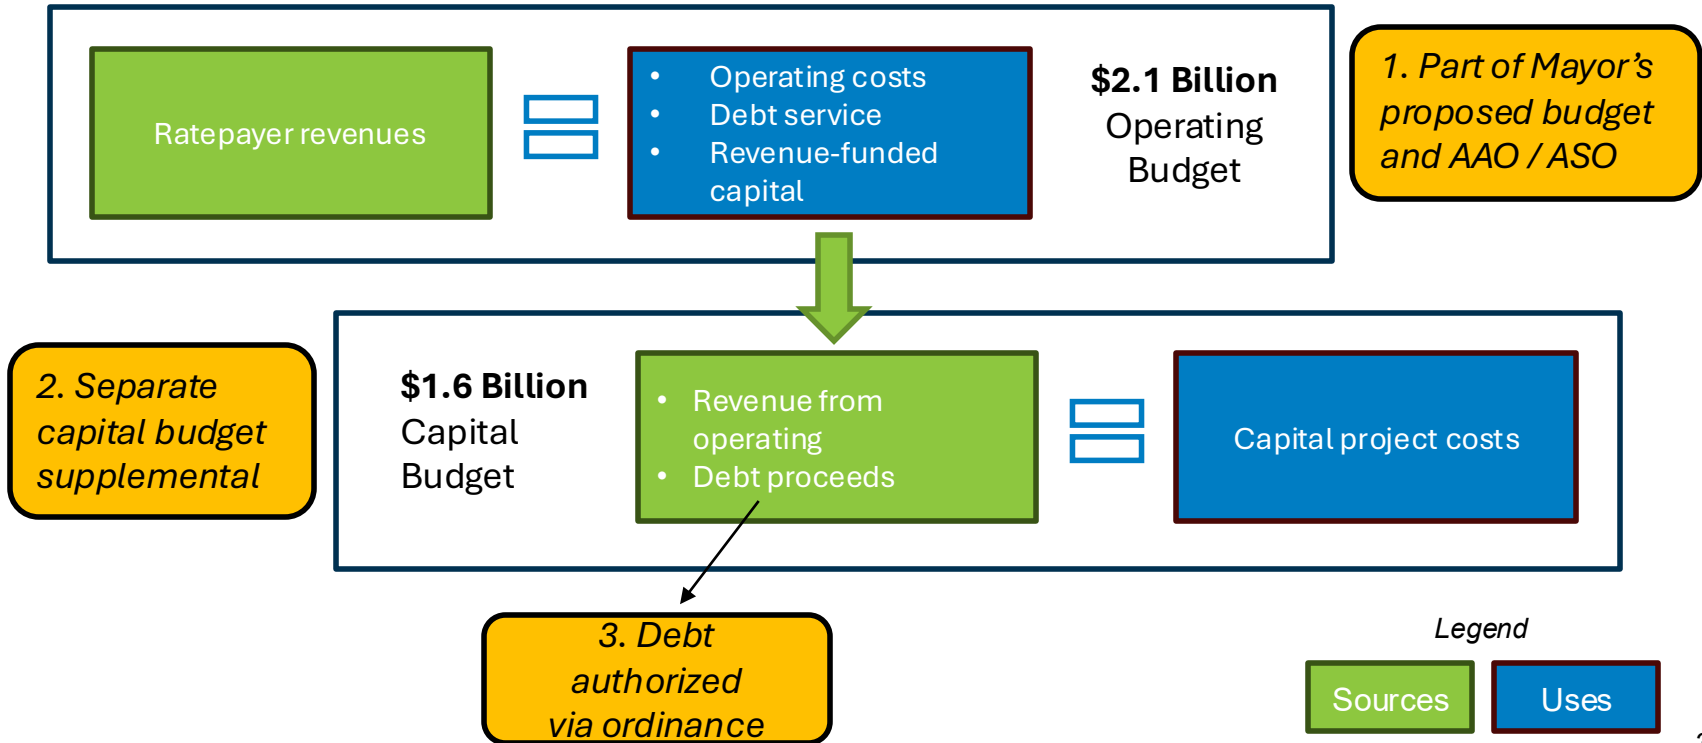 Ratepayer revenues
• Operating costs
• Debt service
• Revenue-funded
capital
$2.1 Billion
Operating
Budget
1. Part of Mayor’s
proposed budget
and AAO / ASO
2. Separate
capital budget
supplemental
$1.6 Billion
Capital
Budget
• Revenue from
operating
• Debt proceeds
Capital project costs
3. Debt
authorized
via ordinance
Legend
Sources
Uses